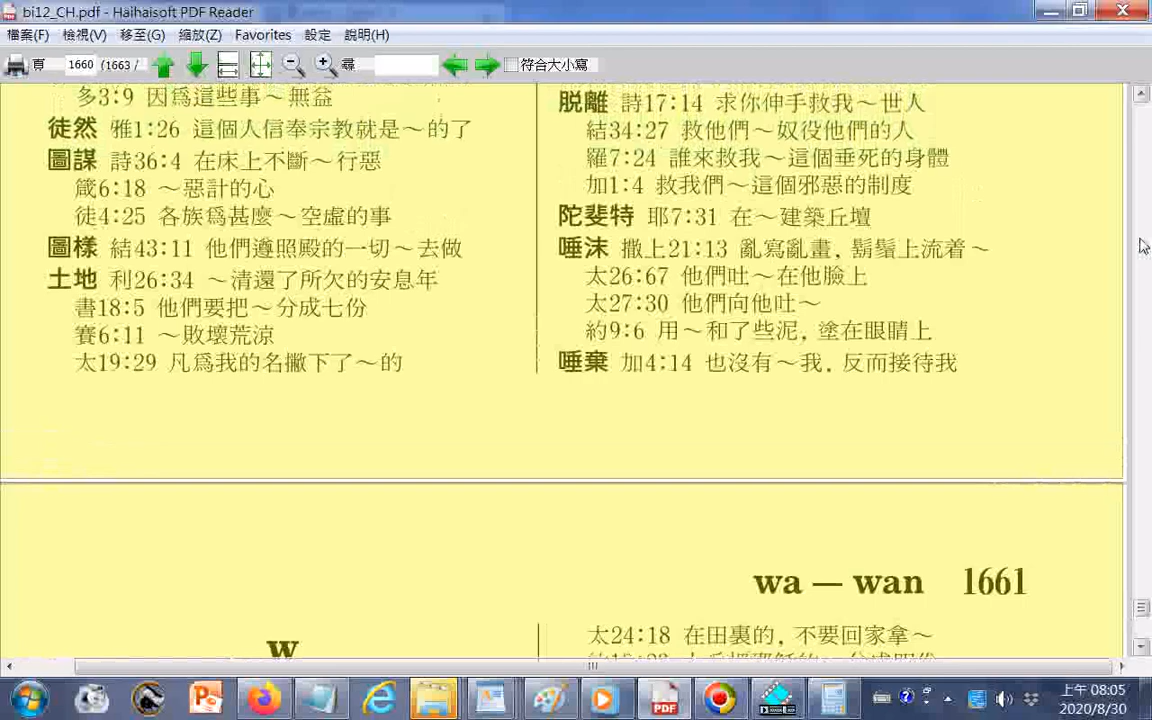 bi12_CH.pdf - Haihaisoft PDF Reader
檔案(F) 檢視(V) 移至(G) 縮放(Z) Favorites 設定 說明(H)
頁 1660 (1663 / 尋 符合大小寫
多3:9 因爲這些事～無益
徒然 雅1:26 這個人信奉宗教就是～的了
圖謀 詩36:4 在床上不斷～行惡
箴6:18 ～惡計的心
徒4:25 各族爲甚麼～空虛的事
圖樣 結43:11 他們遵照殿的一切～去做
土地 利26:34 ～清還了所欠的安息年
書18:5 他們要把～分成七份
賽6:11 ～敗壞荒涼
太19:29 凡爲我的名撇下了～的
脱離 詩17:14 求你伸手救我～世人
結34:27 救他們～奴役他們的人
羅7:24 誰來救我～這個垂死的身體
加1:4 救我們～這個邪惡的制度
陀斐特 耶7:31 在～建築丘壇
唾沫 撒上21:13 亂寫亂畫, 鬍鬚上流着～
太26:67 他們吐～在他臉上
太27:30 他們向他吐～
約9:6 用～和了些泥, 塗在眼睛上
唾棄 加4:14 也沒有～我, 反而接待我
wa — wan 1661
w
太24:18 在田裏的, 不要回家拿～
上午 08:05
2020/8/30